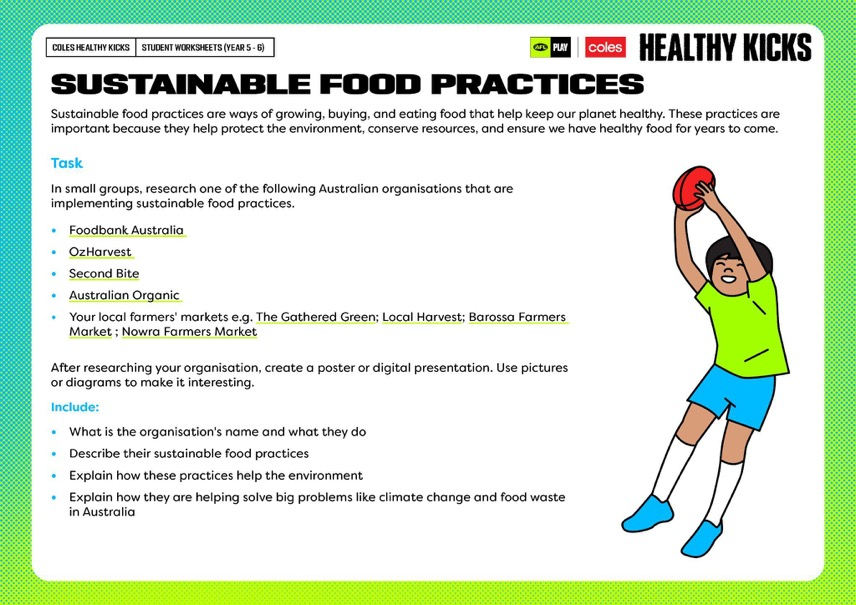 COLES HEALTHY KICKS STUDENT WORKSHEETS (YEAR 5 - 6)
AFL PLAY coles HEALTHY KICKS
SUSTAINABLE FOOD PRACTICES
Sustainable food practices are ways of growing, buying, and eating food that help keep our planet healthy. These practices are
important because they help protect the environment, conserve resources, and ensure we have healthy food for years to come.
Task
In small groups, research one of the following Australian organisations that are
implementing sustainable food practices.
• Foodbank Australia
• OzHarvest
• Second Bite
• Australian Organic
• Your local farmers' markets e.g. The Gathered Green; Local Harvest; Barossa Farmers
Market ; Nowra Farmers Market
After researching your organisation, create a poster or digital presentation. Use pictures
or diagrams to make it interesting.
Include:
• What is the organisation's name and what they do
• Describe their sustainable food practices
• Explain how these practices help the environment
• Explain how they are helping solve big problems like climate change and food waste
in Australia